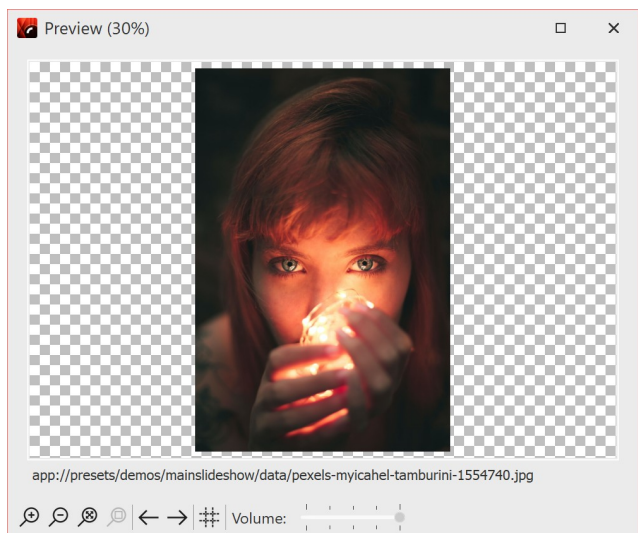 Preview (30%)
app://presets/demos/mainslideshow/data/pexels-myicahel-tamburini-1554740.jpg
Volume: